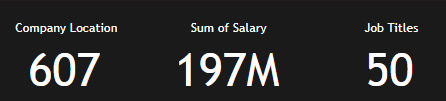 Company Location
607
Sum of Salary
197M
Job Titles
50